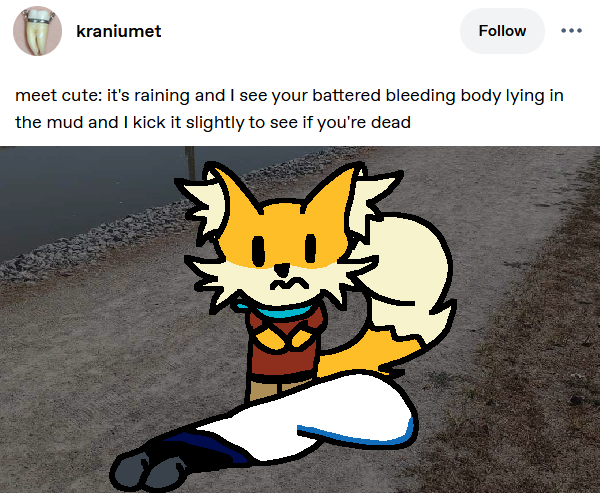 kraniumet
Follow
meet cute: it's raining and I see your battered bleeding body lying in
the mud and I kick it slightly to see if you're dead